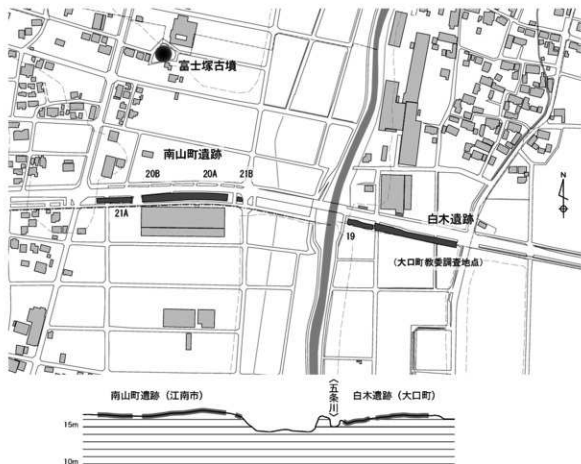 富士塚古墳
南山町遺跡
20B 20A 21B
21A
N
白木遺跡
19
(大口町教委調査地点)
南山町遺跡(江南市)
〈五条川〉
白木遺跡(大口町)
15m
10m